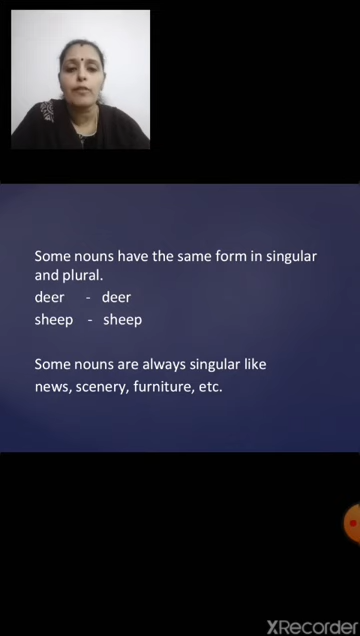 Some nouns have the same form in singular
and plural.
deer - deer
sheep - sheep
Some nouns are always singular like
news, scenery, furniture, etc.
XRecorder